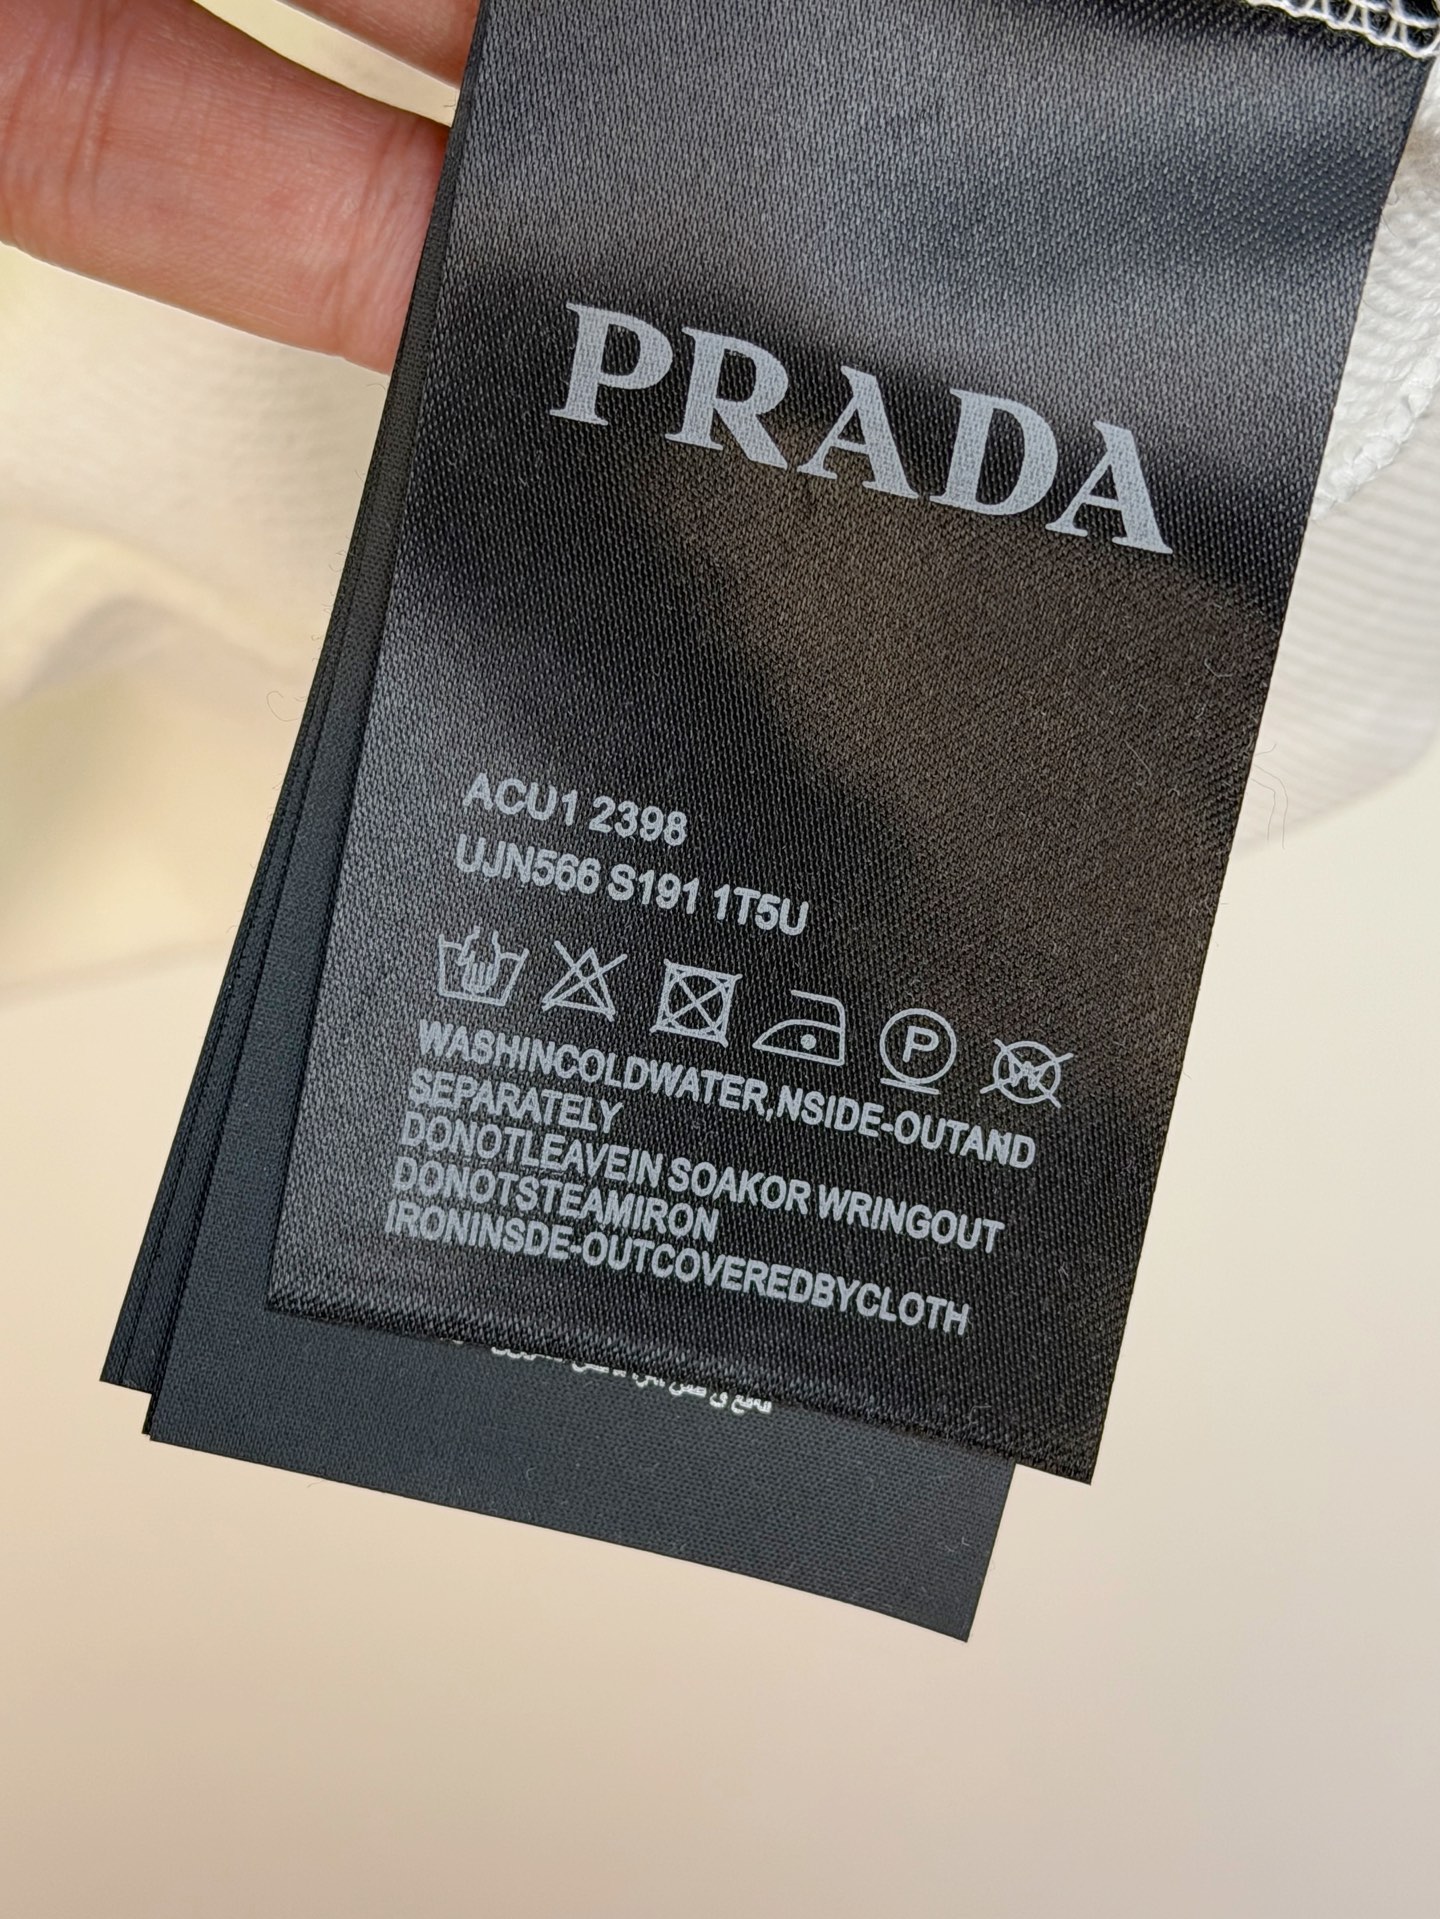 PRADA
ACU1 2398
UJN566 S191 1T5U
P
W
WASHINCOLDWATER,NSIDE-OUTAND
SEPARATELY
DONOTLEAVEIN SOAKOR WRINGOUT
DONOTSTEAMIRON
IRONINSDE-OUTCOVEREDBYCLOTH